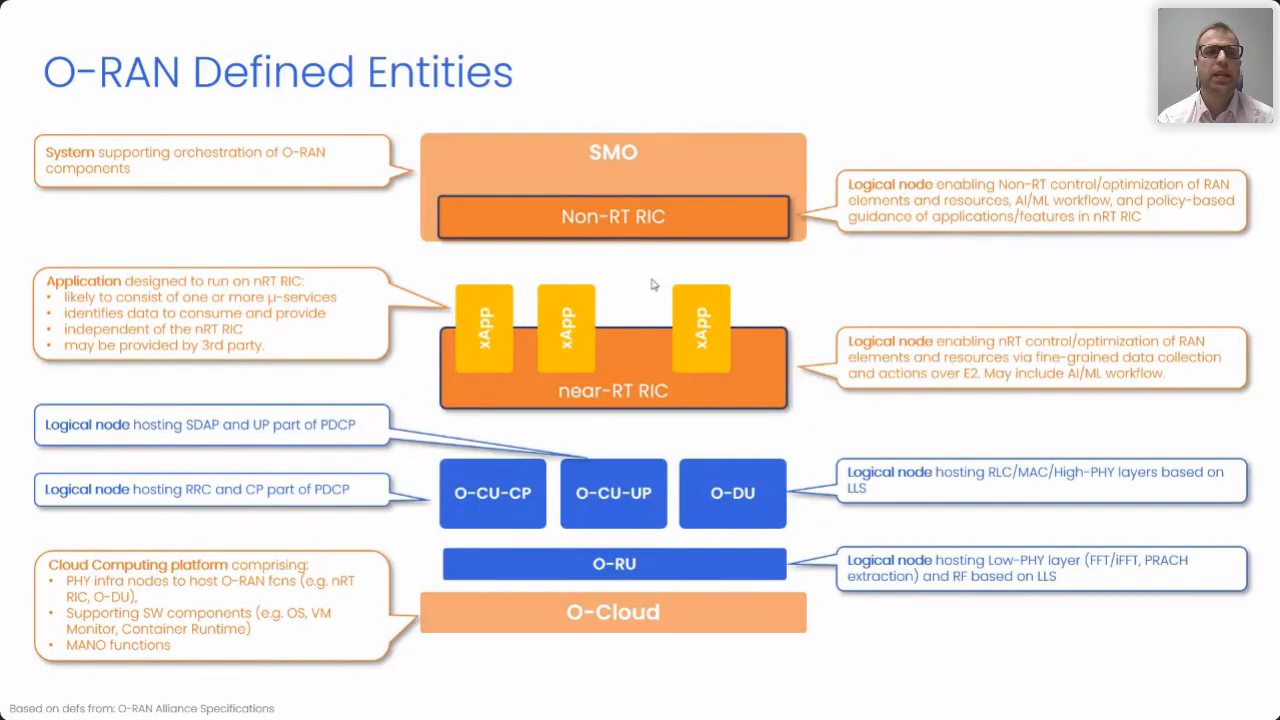 O-RAN Defined Entities
System supporting orchestration of O-RAN
components
SMO
Non-RT RIC
Logical node enabling Non-RT control/optimization of RAN
elements and resources, AI/ML workflow, and policy-based
guidance of applications/features in nRT RIC
Application designed to run on nRT RIC:
• likely to consist of one or more µ-services
• identifies data to consume and provide
• independent of the nRT RIC
• may be provided by 3rd party.
xApp
xApp
xApp
near-RT RIC
Logical node enabling nRT control/optimization of RAN
elements and resources via fine-grained data collection
and actions over E2. May include AI/ML workflow.
Logical node hosting SDAP and UP part of PDCP
Logical node hosting RRC and CP part of PDCP
O-CU-CP
O-CU-UP
O-DU
Logical node hosting RLC/MAC/High-PHY layers based on
LLS
O-RU
Logical node hosting Low-PHY layer (FFT/iFFT, PRACH
extraction) and RF based on LLS
O-Cloud
Cloud Computing platform comprising:
• PHY infra nodes to host O-RAN fcns (e.g. nRT
RIC, O-DU),
• Supporting SW components (e.g. OS, VM
Monitor, Container Runtime)
• MANO functions
Based on defs from: O-RAN Alliance Specifications